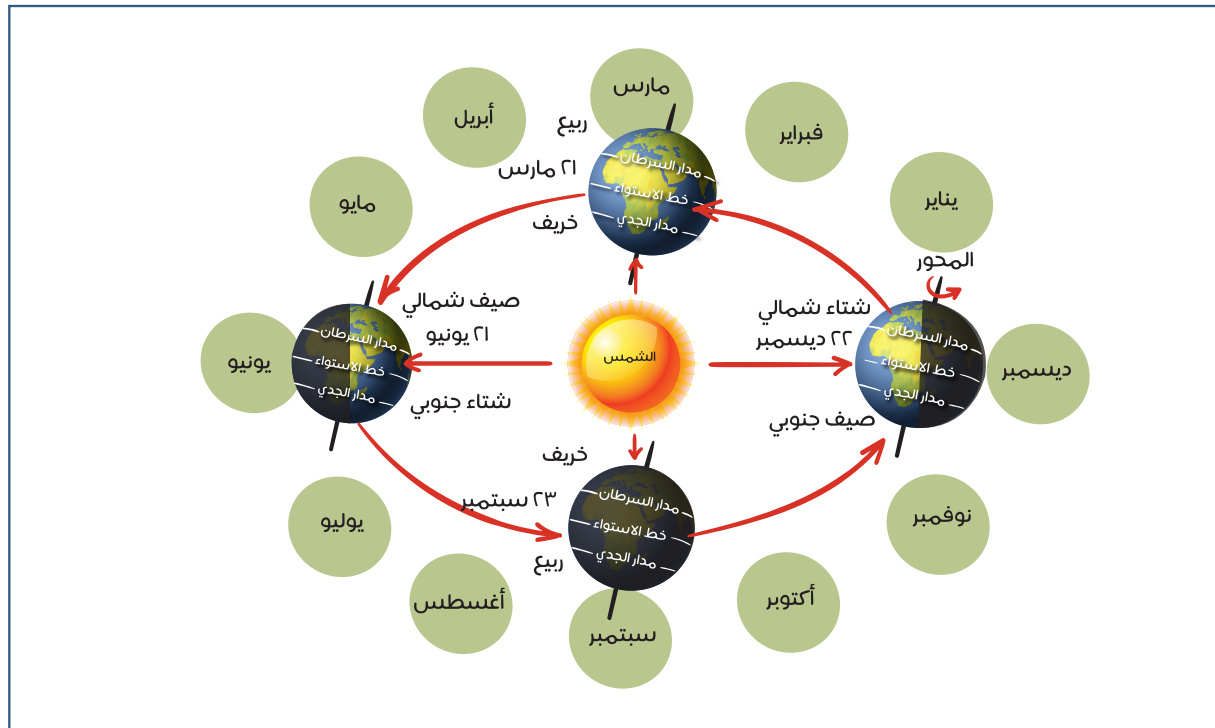 مارس
أبريل
فبراير
ربيع
٢١ مارس
خريف
مدار السرطان
خط الاستواء
مدار الجدي
مايو
يناير
المحور
صيف شمالي
٢١ يونيو
شتاء جنوبي
يونيو
مدار السرطان
خط الاستواء
مدار الجدي
الشمس
شتاء شمالي
٢٢ ديسمبر
صيف جنوبي
مدار السرطان
خط الاستواء
مدار الجدي
ديسمبر
خريف
٢٣ سبتمبر
ربيع
مدار السرطان
خط الاستواء
مدار الجدي
يوليو
نوفمبر
أغسطس
أكتوبر
سبتمبر